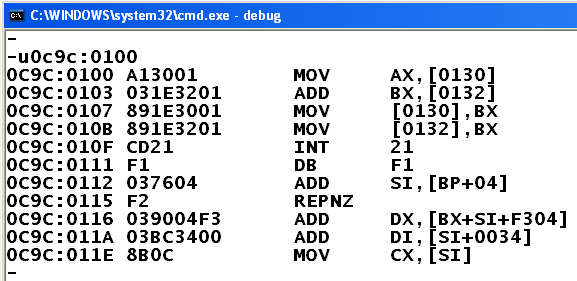 C:\WINDOWS\system32\cmd.exe - debug
-
-u0c9c:0100
0C9C:0100 A13001 MOV AX,[0130]
0C9C:0103 031E3201 ADD BX,[0132]
0C9C:0107 891E3001 MOV [0130],BX
0C9C:010B 891E3201 MOV [0132],BX
0C9C:010F CD21 INT 21
0C9C:0111 F1 DB F1
0C9C:0112 037604 ADD SI,[BP+04]
0C9C:0115 F2 REPNZ
0C9C:0116 039004F3 ADD DX,[BX+SI+F304]
0C9C:011A 03BC3400 ADD DI,[SI+0034]
0C9C:011E 8B0C MOV CX,[SI]
-